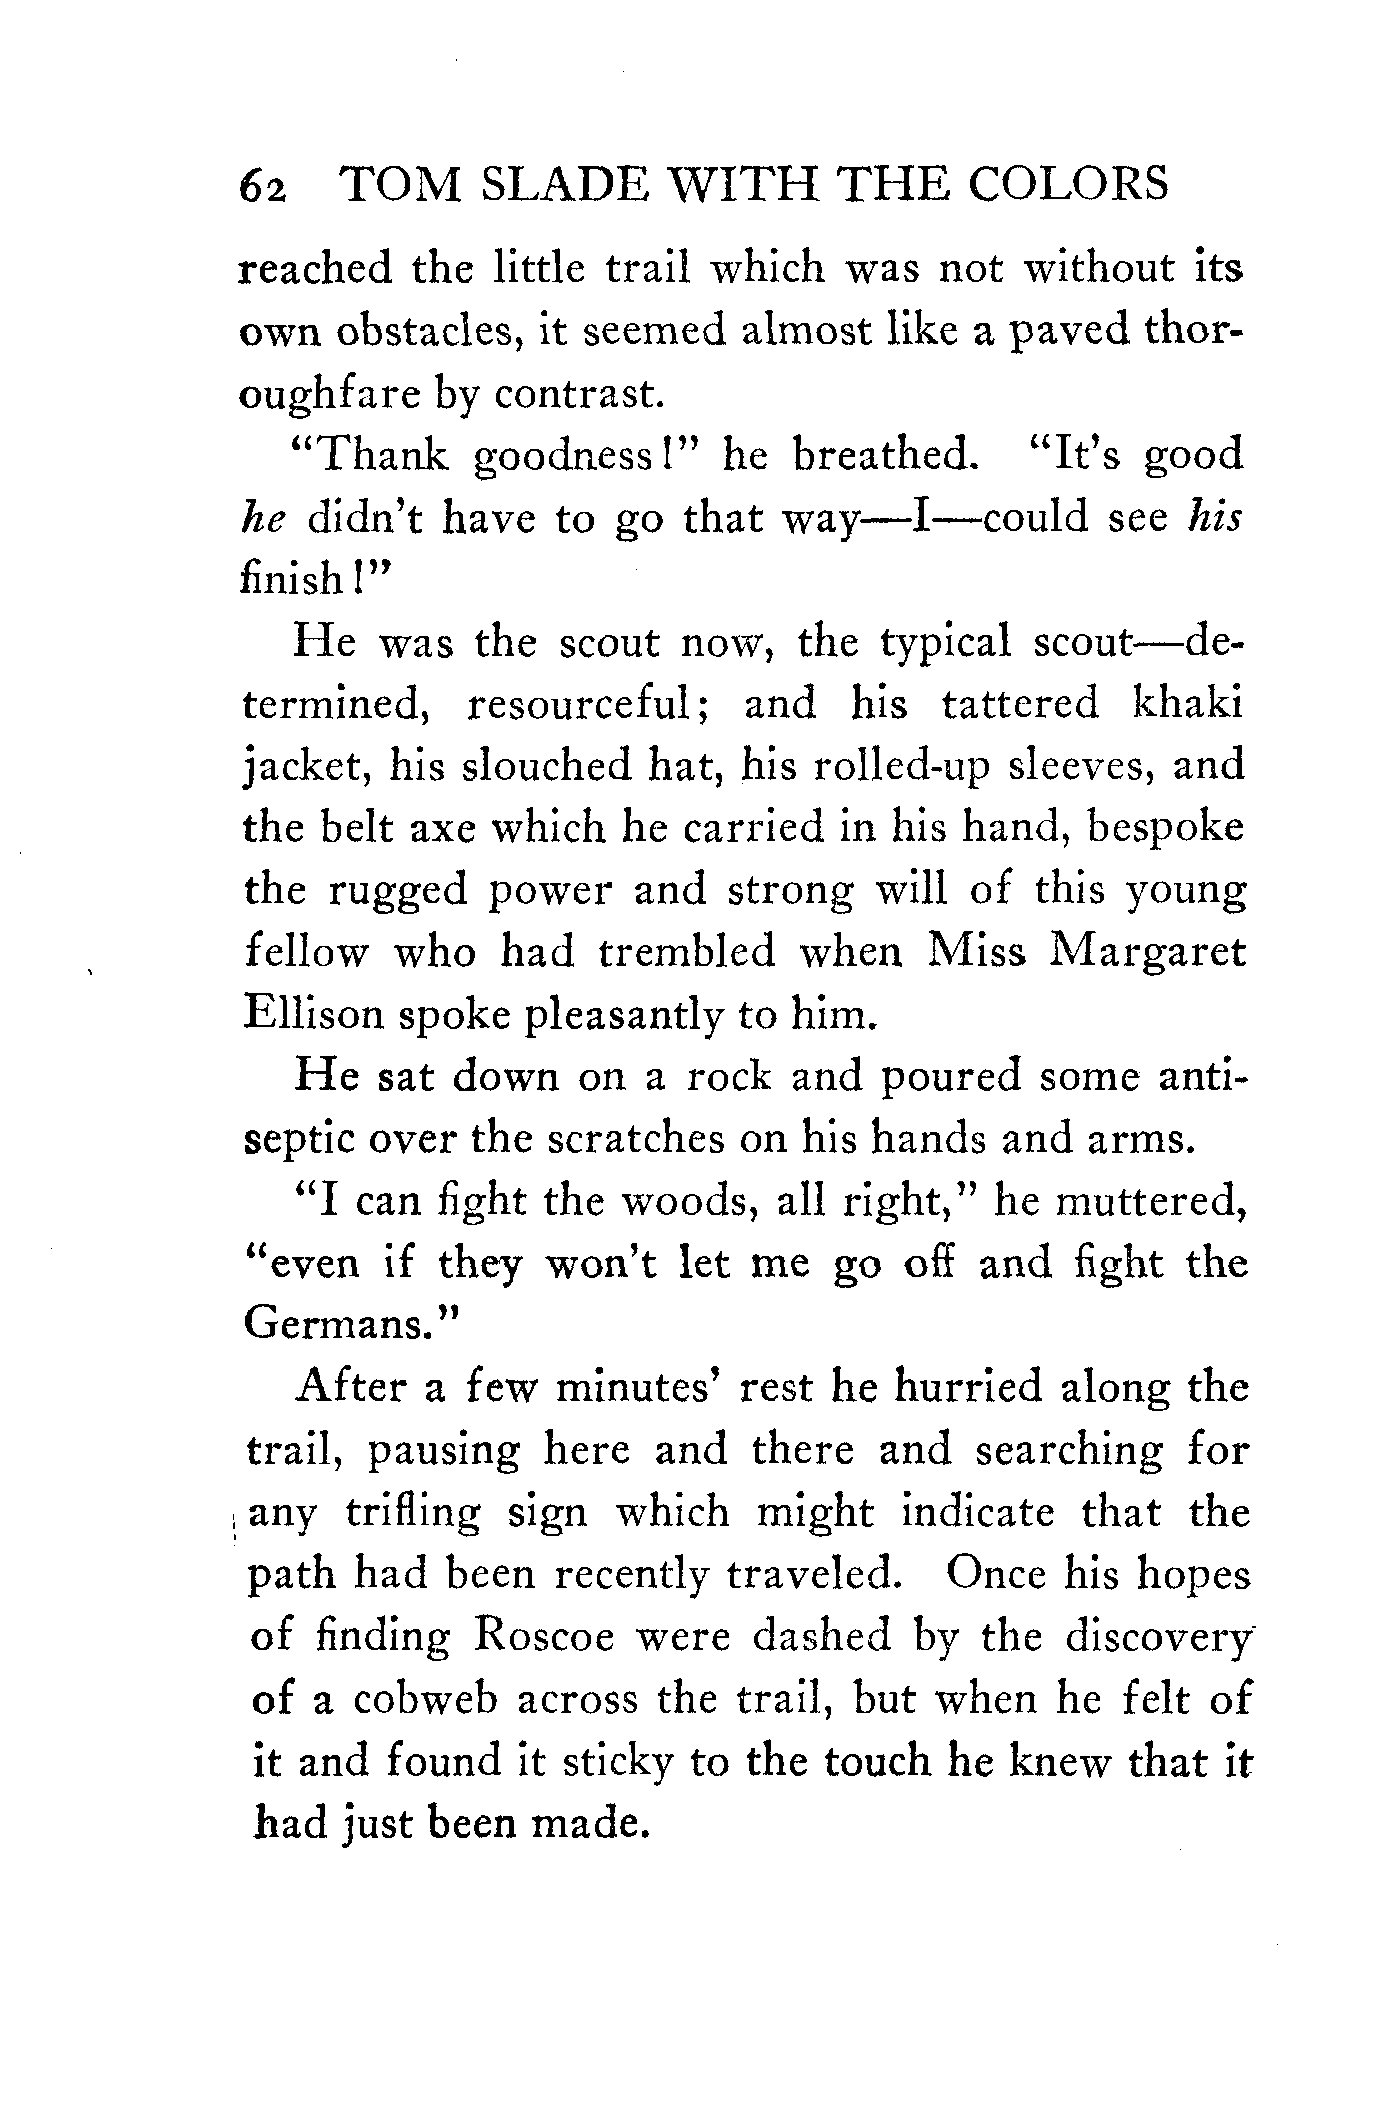 62 TOM SLADE WITH THE COLORS
reached the little trail which was not without its
own obstacles, it seemed almost like a paved thor-
oughfare by contrast.
“Thank goodness!” he breathed. “It’s good
he didn’t have to go that way—I—could see his
finish!”
He was the scout now, the typical scout—de-
termined, resourceful; and his tattered khaki
jacket, his slouched hat, his rolled-up sleeves, and
the belt axe which he carried in his hand, bespoke
the rugged power and strong will of this young
fellow who had trembled when Miss Margaret
Ellison spoke pleasantly to him.
He sat down on a rock and poured some anti-
septic over the scratches on his hands and arms.
“I can fight the woods, all right,” he muttered,
“even if they won’t let me go off and fight the
Germans.”
After a few minutes’ rest he hurried along the
trail, pausing here and there and searching for
any trifling sign which might indicate that the
path had been recently traveled. Once his hopes
of finding Roscoe were dashed by the discovery
of a cobweb across the trail, but when he felt of
it and found it sticky to the touch he knew that it
had just been made.